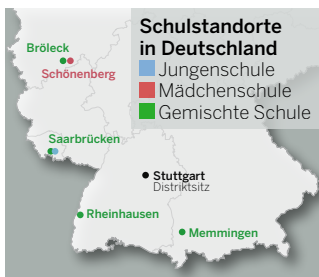 Schulstandorte
in Deutschland
Jungenschule
Mädchenschule
Gemischte Schule
Bröleck
Schönenberg
Saarbrücken
Stuttgart
Distriktsitz
Rheinhausen
Memmingen